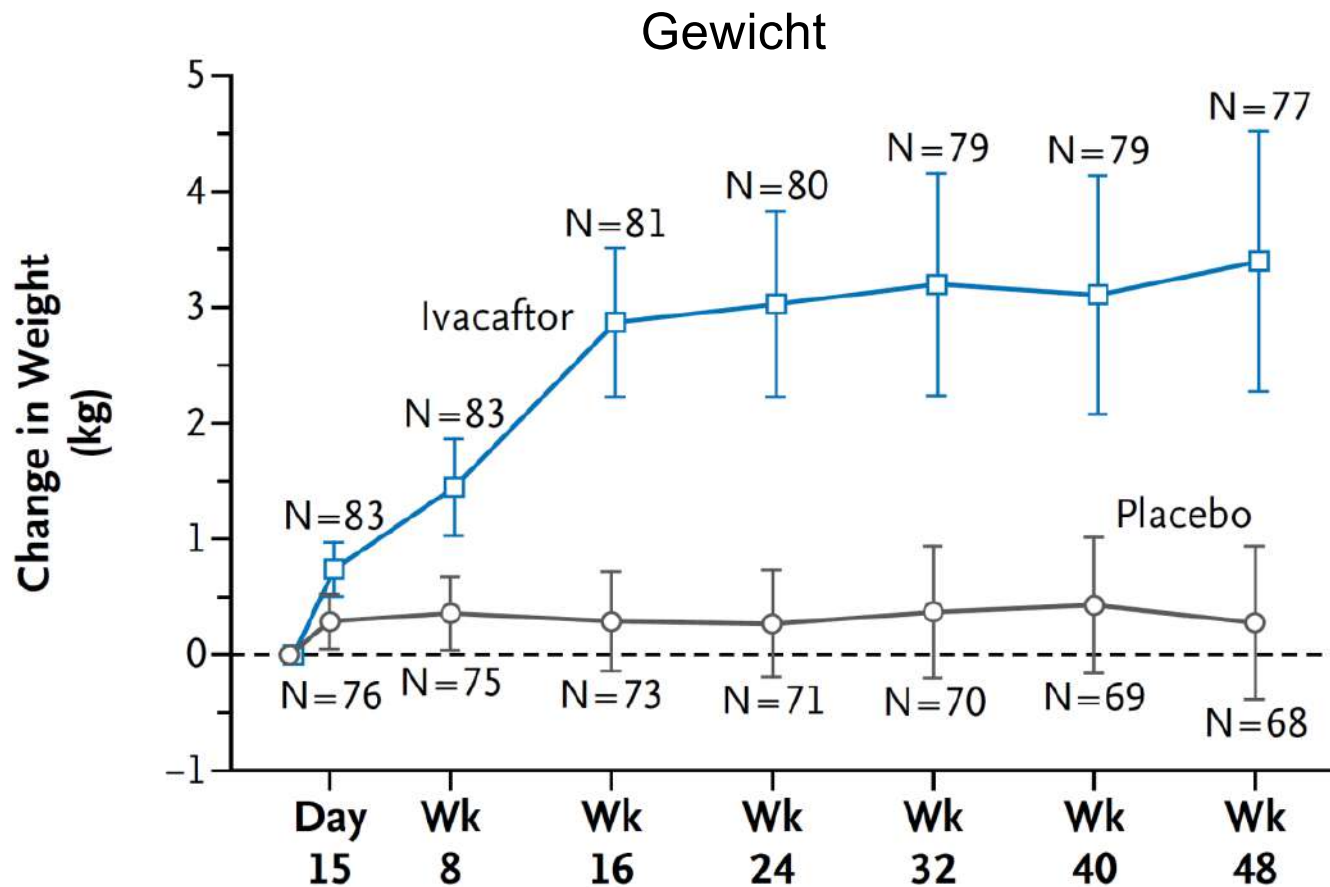 Gewicht
5
N=77
N=79
N=79
4
N=80
N=81
3
Ivacaftor
Change in Weight
(kg)
N=83
2
N=83
Placebo
1
0
N=76
N=75
N=73
N=71
N=70
N=69
N=68
–1
Day
15
Wk
8
Wk
16
Wk
24
Wk
32
Wk
40
Wk
48